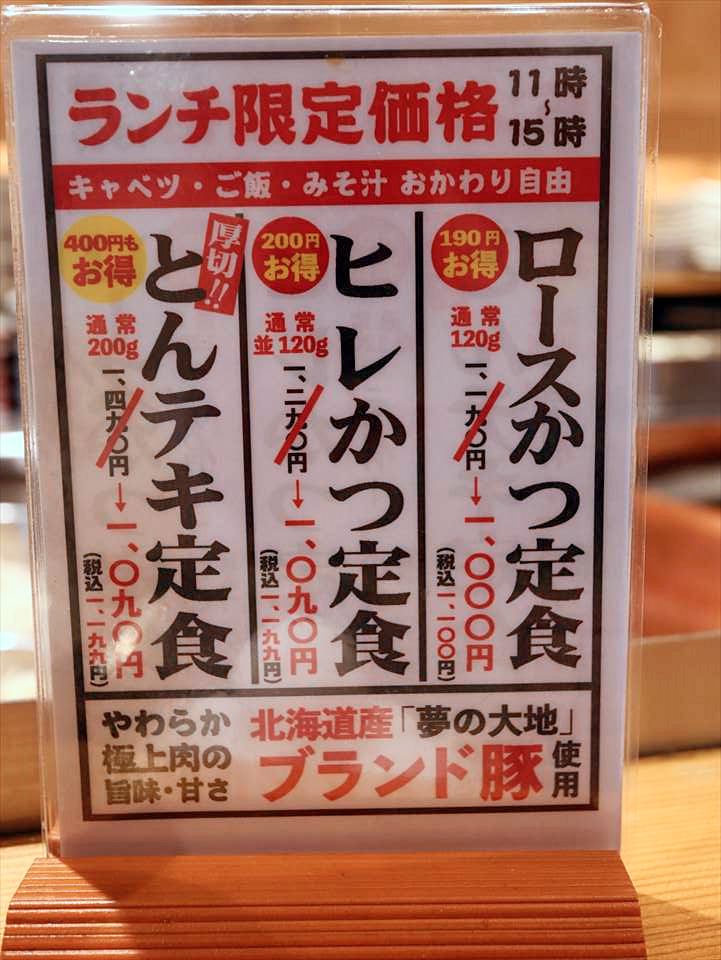 ランチ限定価格
11時
~
15時
キャベツ・ご飯・みそ汁 おかわり自由
ロースかつ定食
190円
お得
通常
120g
一、一九〇円
→一、〇〇〇円
(税込一、一〇〇円)
ヒレかつ定食
200円
お得
通常
並120g
一、二九〇円
→一、〇九〇円
(税込一、一九九円)
厚切!!
とんテキ定食
400円も
お得
通常
200g
一、四九〇円
→一、〇九〇円
(税込一、一九九円)
やわらか
極上肉の
旨味・甘さ
北海道産「夢の大地」
ブランド豚使用